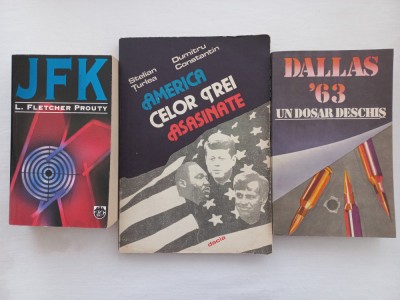 JFK
L. FLETCHER PROUTY
Stelian
Turlea
Dumitru
Constantin
AMERICA
CELOR TREI
ASASINATE
dacia
DALLAS
'63
UN DOSAR DESCHIS